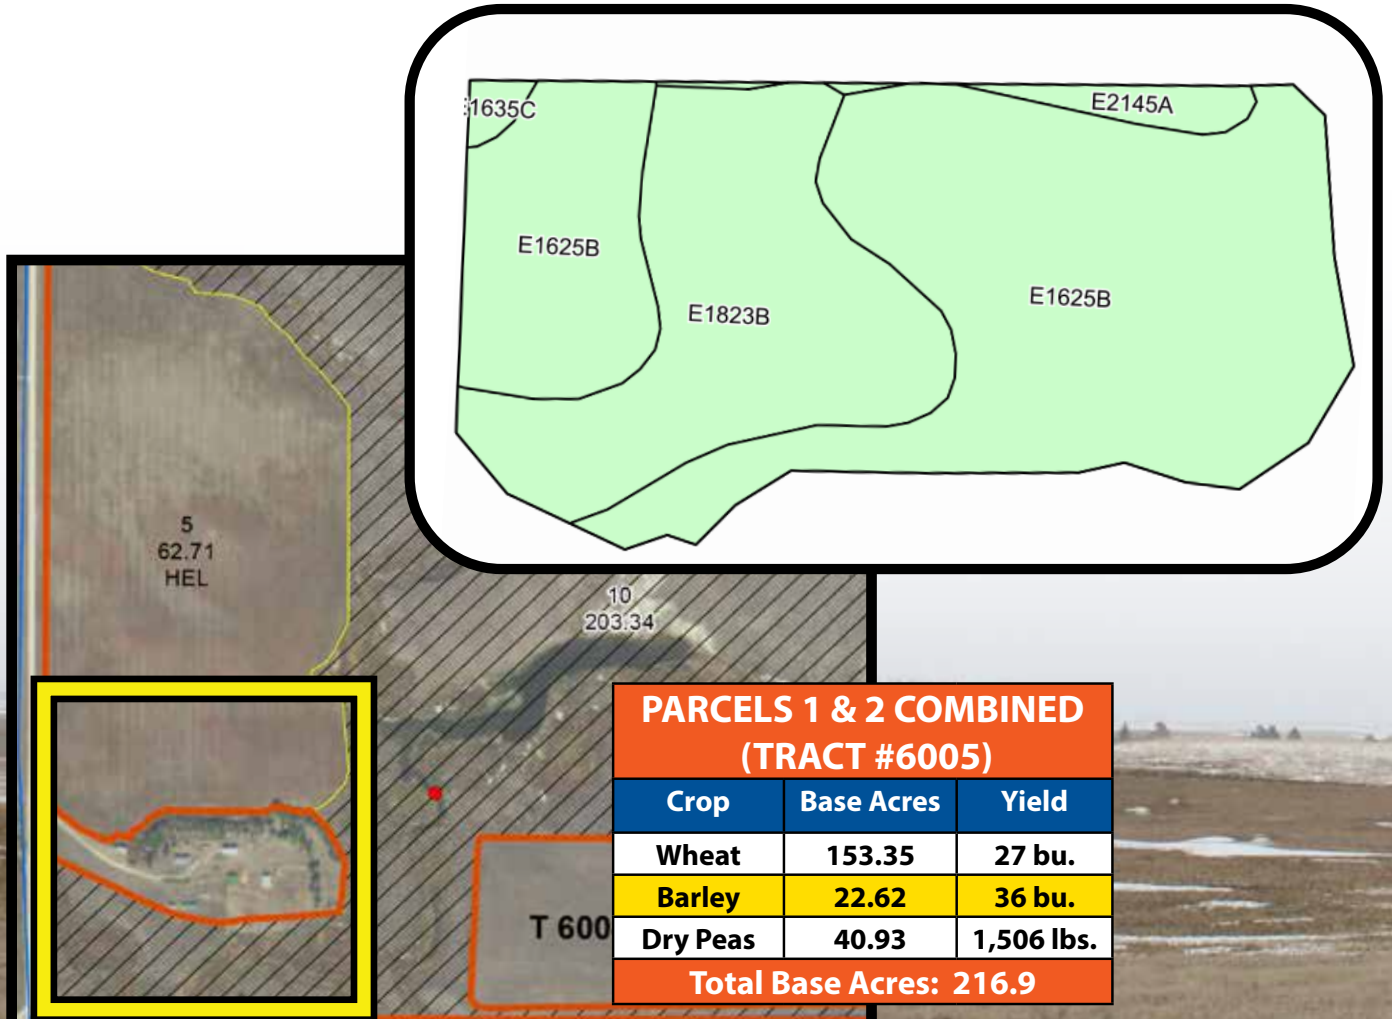 E1635C
E2145A
E1625B
E1823B
E1625B
5
62.71
HEL
10
203.34
T 600
PARCELS 1 & 2 COMBINED
(TRACT #6005)
Crop Base Acres Yield
Wheat 153.35 27 bu.
Barley 22.62 36 bu.
Dry Peas 40.93 1,506 lbs.
Total Base Acres: 216.9